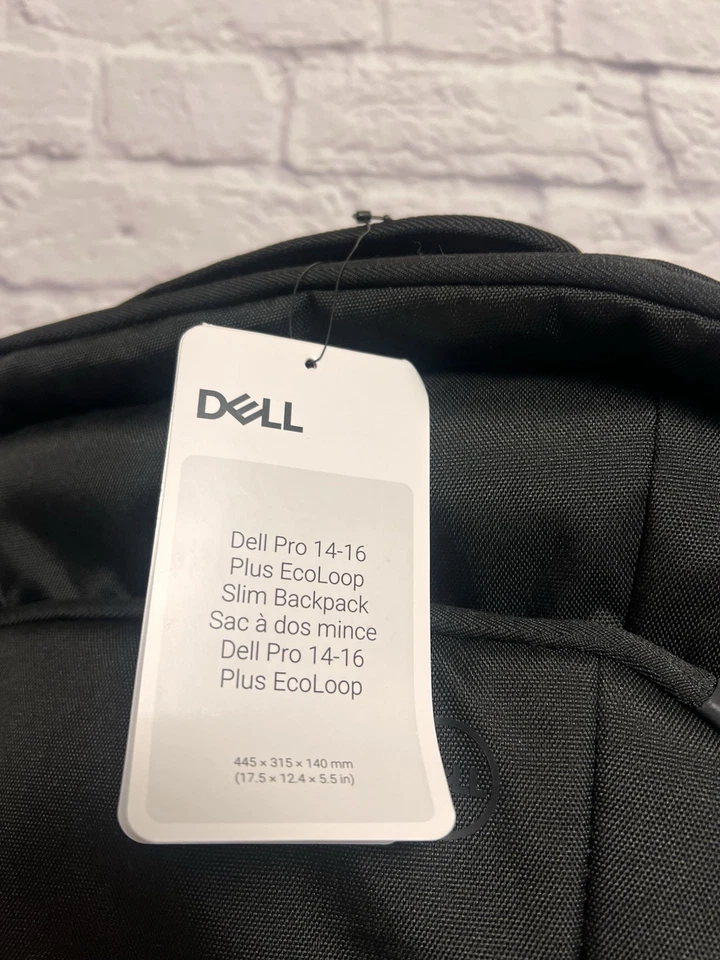 DELL
Dell Pro 14-16
Plus EcoLoop
Slim Backpack
Sac à dos mince
Dell Pro 14-16
Plus EcoLoop
445 × 315 × 140 mm
(17.5 × 12.4 × 5.5 in)